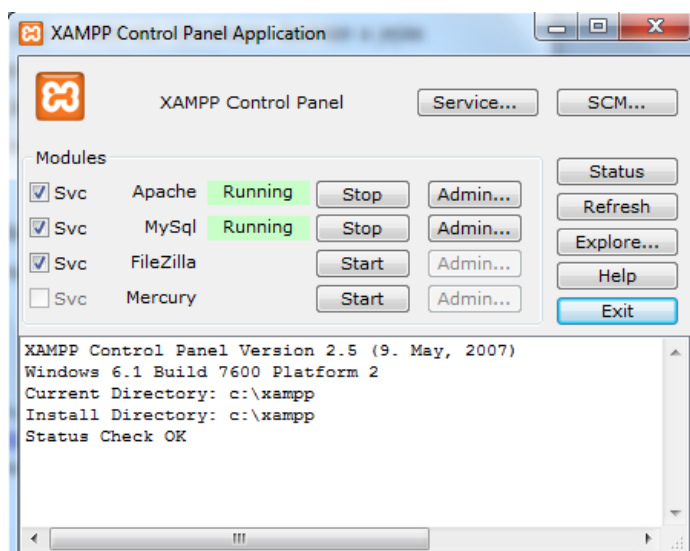 XAMPP Control Panel Application
XAMPP Control Panel Service... SCM...
Modules
Svc Apache Running Stop Admin...
Svc MySql Running Stop Admin...
Svc FileZilla Start Admin...
Svc Mercury Start Admin...
Status
Refresh
Explore...
Help
Exit
XAMPP Control Panel Version 2.5 (9. May, 2007)
Windows 6.1 Build 7600 Platform 2
Current Directory: c:\xampp
Install Directory: c:\xampp
Status Check OK